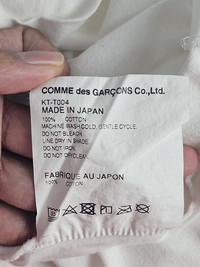 COMME des GARÇONS Co.,Ltd.
KT-T004
MADE IN JAPAN
100% COTTON
MACHINE WASH COLD, GENTLE CYCLE.
DO NOT BLEACH.
LINE DRY IN SHADE
DO NOT IRON.
DO NOT DRYCLEAN.
FABRIQUE AU JAPON
100% COTON